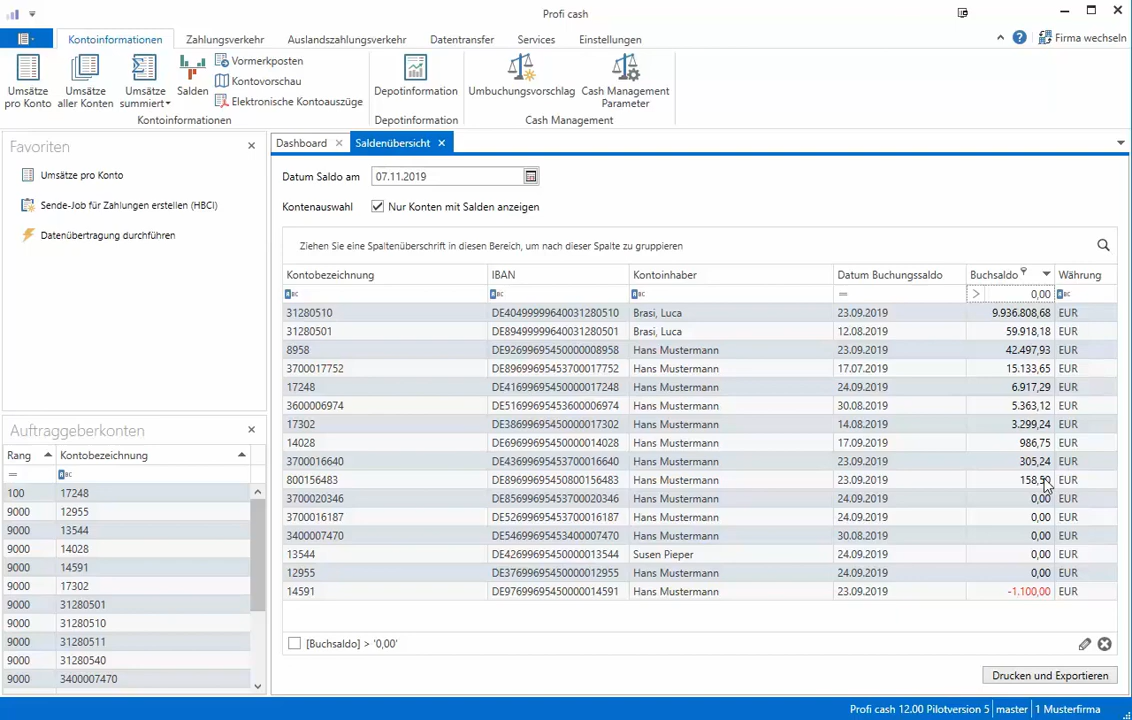 Profi cash
Kontoinformationen Zahlungsverkehr Auslandszahlungsverkehr Datentransfer Services Einstellungen Firma wechseln
Umsätze pro Konto
Umsätze aller Konten
Umsätze summiert
Salden
Vormerkposten
Kontovorschau
Elektronische Kontoauszüge
Depotinformation
Umbuchungsvorschlag
Cash Management Parameter
Kontoinformationen Depotinformation Cash Management
Favoriten
Umsätze pro Konto
Sende-Job für Zahlungen erstellen (HBCI)
Datenübertragung durchführen
Auftraggeberkonten
Rang Kontobezeichnung
= ABC
100 17248
9000 12955
9000 13544
9000 14028
9000 14591
9000 17302
9000 31280501
9000 31280510
9000 31280511
9000 31280540
9000 3400007470
Dashboard Saldenübersicht
Datum Saldo am 07.11.2019
Kontenauswahl Nur Konten mit Salden anzeigen
Ziehen Sie eine Spaltenüberschrift in diesen Bereich, um nach dieser Spalte zu gruppieren
Kontobezeichnung IBAN Kontoinhaber Datum Buchungssaldo Buchsaldo Währung
ABC ABC ABC = > 0,00 ABC
31280510 DE40499999640031280510 Brasi, Luca 23.09.2019 9.936.808,68 EUR
31280501 DE89499999640031280501 Brasi, Luca 12.08.2019 59.918,18 EUR
8958 DE92699695450000008958 Hans Mustermann 23.09.2019 42.497,93 EUR
3700017752 DE89699695453700017752 Hans Mustermann 17.07.2019 15.133,65 EUR
17248 DE41699695450000017248 Hans Mustermann 24.09.2019 6.917,29 EUR
3600006974 DE51699695453600006974 Hans Mustermann 30.08.2019 5.363,12 EUR
17302 DE38699695450000017302 Hans Mustermann 14.08.2019 3.299,24 EUR
14028 DE69699695450000014028 Hans Mustermann 17.09.2019 986,75 EUR
3700016640 DE43699695453700016640 Hans Mustermann 23.09.2019 305,24 EUR
800156483 DE89699695450800156483 Hans Mustermann 23.09.2019 EUR
3700020346 DE85699695453700020346 Hans Mustermann 24.09.2019 0,00 EUR
3700016187 DE52699695453700016187 Hans Mustermann 24.09.2019 0,00 EUR
3400007470 DE54699695453400007470 Hans Mustermann 30.08.2019 0,00 EUR
13544 DE42699695450000013544 Susen Pieper 24.09.2019 0,00 EUR
12955 DE37699695450000012955 Hans Mustermann 24.09.2019 0,00 EUR
14591 DE97699695450000014591 Hans Mustermann 23.09.2019 -1.100,00 EUR
[Buchsaldo] > '0,00'
Drucken und Exportieren
Profi cash 12.00 Pilotversion 5 master 1 Musterfirma